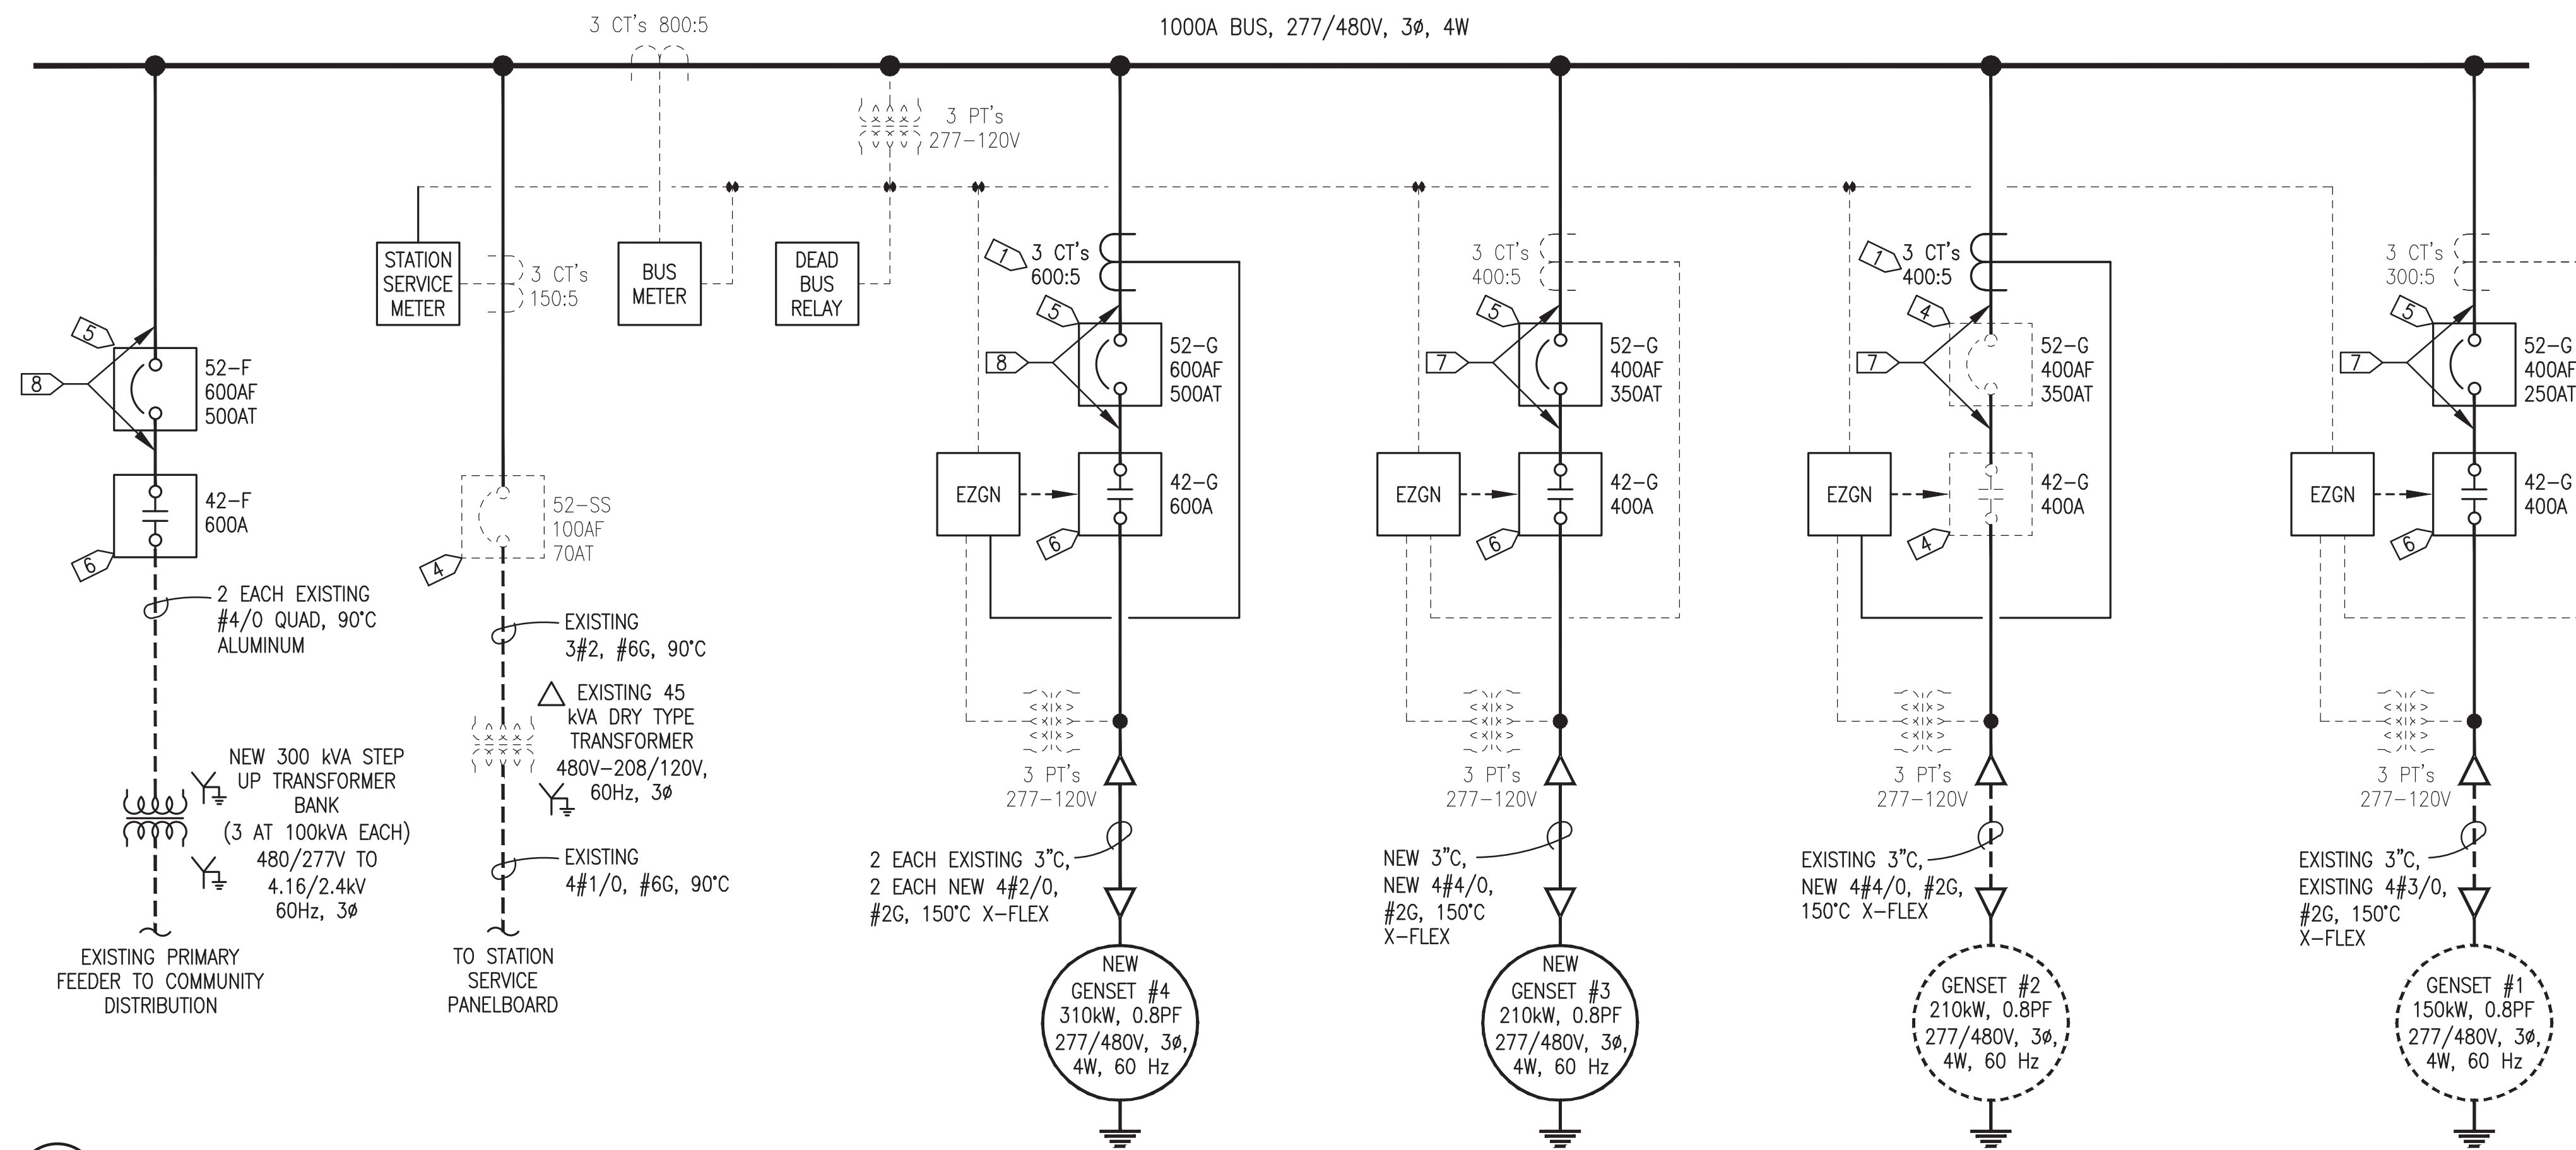 3 CT's 800:5
1000A BUS, 277/480V, 3ø, 4W
3 PT's
277-120V
STATION
SERVICE
METER
3 CT's
150:5
BUS
METER
DEAD
BUS
RELAY
5
8
52-F
600AF
500AT
42-F
600A
6
2 EACH EXISTING
#4/0 QUAD, 90°C
ALUMINUM
NEW 300 kVA STEP
UP TRANSFORMER
BANK
(3 AT 100kVA EACH)
480/277V TO
4.16/2.4kV
60Hz, 3ø
EXISTING PRIMARY
FEEDER TO COMMUNITY
DISTRIBUTION
52-SS
100AF
70AT
4
EXISTING
3#2, #6G, 90°C
EXISTING 45
kVA DRY TYPE
TRANSFORMER
480V-208/120V,
60Hz, 3ø
EXISTING
4#1/0, #6G, 90°C
TO STATION
SERVICE
PANELBOARD
1
3 CT's
600:5
5
8
52-G
600AF
500AT
EZGN
42-G
600A
6
3 PT's
277-120V
2 EACH EXISTING 3"C,
2 EACH NEW 4#2/0,
#2G, 150°C X-FLEX
NEW
GENSET #4
310kW, 0.8PF
277/480V, 3ø,
4W, 60 Hz
3 CT's
400:5
5
7
52-G
400AF
350AT
EZGN
42-G
400A
6
3 PT's
277-120V
NEW 3"C,
NEW 4#4/0,
#2G, 150°C
X-FLEX
NEW
GENSET #3
210kW, 0.8PF
277/480V, 3ø,
4W, 60 Hz
1
3 CT's
400:5
4
7
52-G
400AF
350AT
EZGN
42-G
400A
4
3 PT's
277-120V
EXISTING 3"C,
NEW 4#4/0, #2G,
150°C X-FLEX
GENSET #2
210kW, 0.8PF
277/480V, 3ø,
4W, 60 Hz
3 CT's
300:5
5
7
52-G
400AF
250AT
EZGN
42-G
400A
6
3 PT's
277-120V
EXISTING 3"C,
EXISTING 4#3/0,
#2G, 150°C
X-FLEX
GENSET #1
150kW, 0.8PF
277/480V, 3ø,
4W, 60 Hz